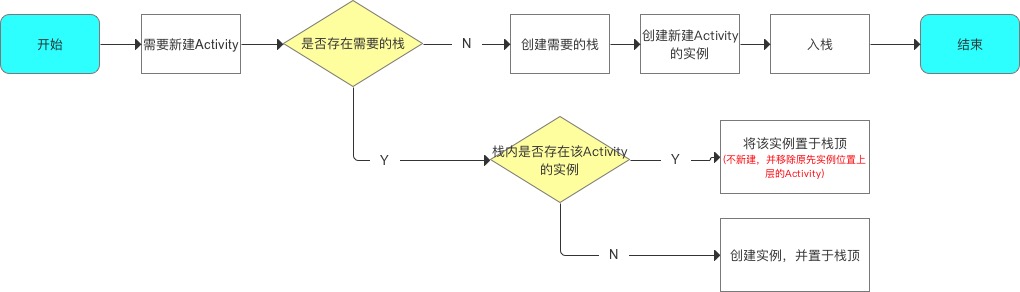 开始
需要新建Activity
是否存在需要的栈
N
创建需要的栈
创建新建Activity
的实例
入栈
结束
Y
栈内是否存在该Activity
的实例
Y
将该实例置于栈顶
(不新建，并移除原先实例位置上
层的Activity)
N
创建实例，并置于栈顶